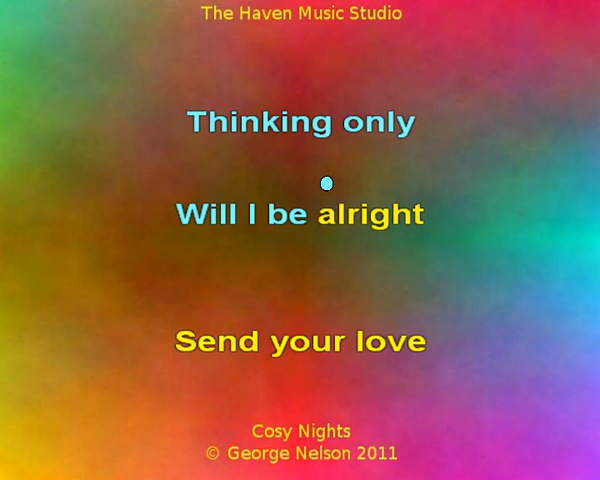 The Haven Music Studio
Thinking only
Will I be alright
Send your love
Cosy Nights
© George Nelson 2011